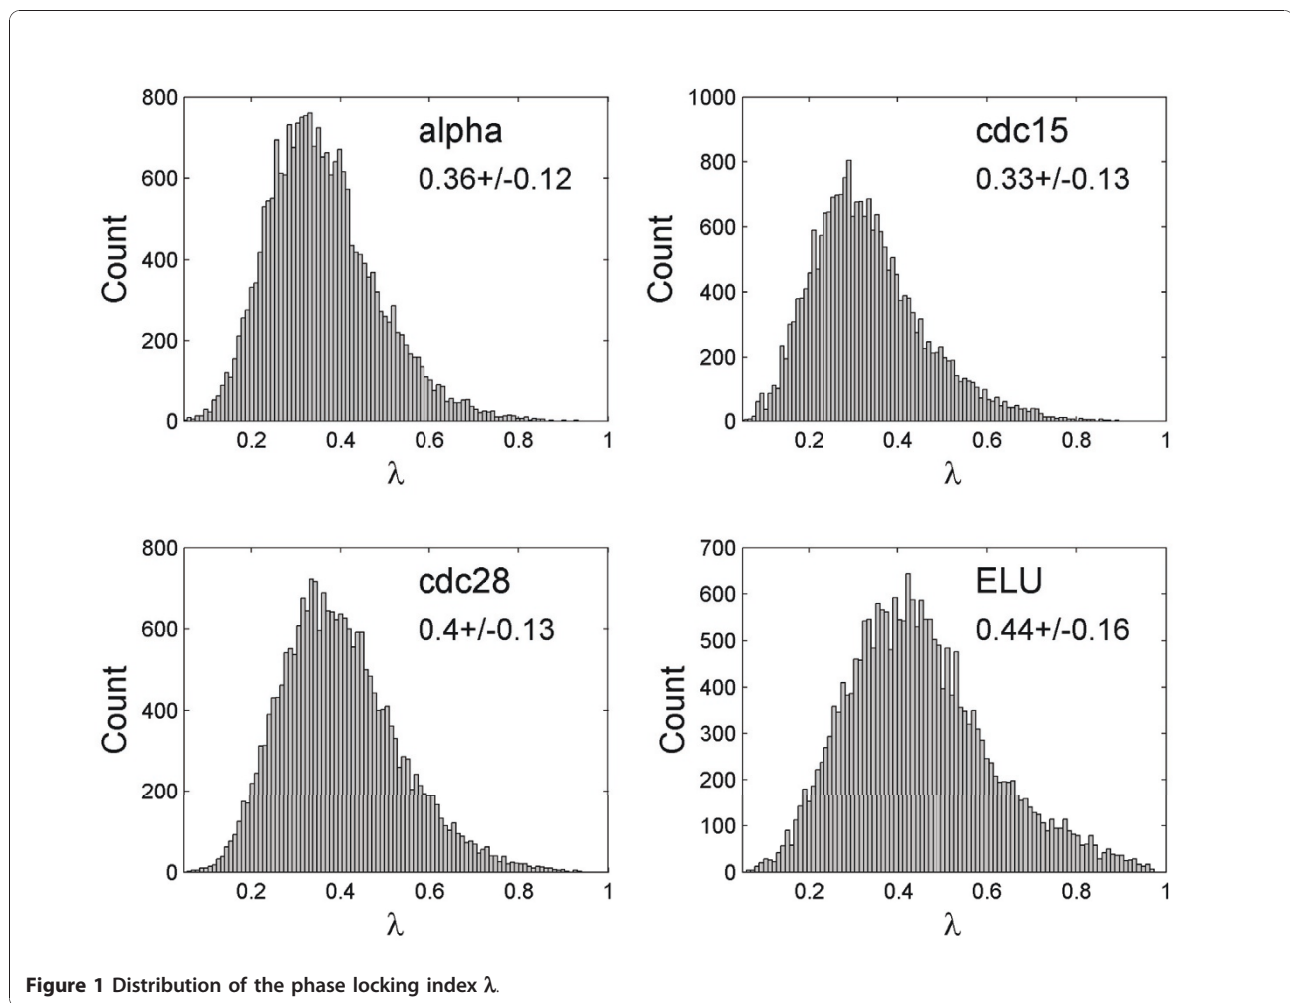 800
600
400
200
0
0.2 0.4 0.6 0.8 1
Count
λ
alpha
0.36+/-0.12
1000
800
600
400
200
0
0.2 0.4 0.6 0.8 1
Count
λ
cdc15
0.33+/-0.13
800
600
400
200
0
0.2 0.4 0.6 0.8 1
Count
λ
cdc28
0.4+/-0.13
700
600
500
400
300
200
100
0
0.2 0.4 0.6 0.8 1
Count
λ
ELU
0.44+/-0.16
Figure 1 Distribution of the phase locking index λ.